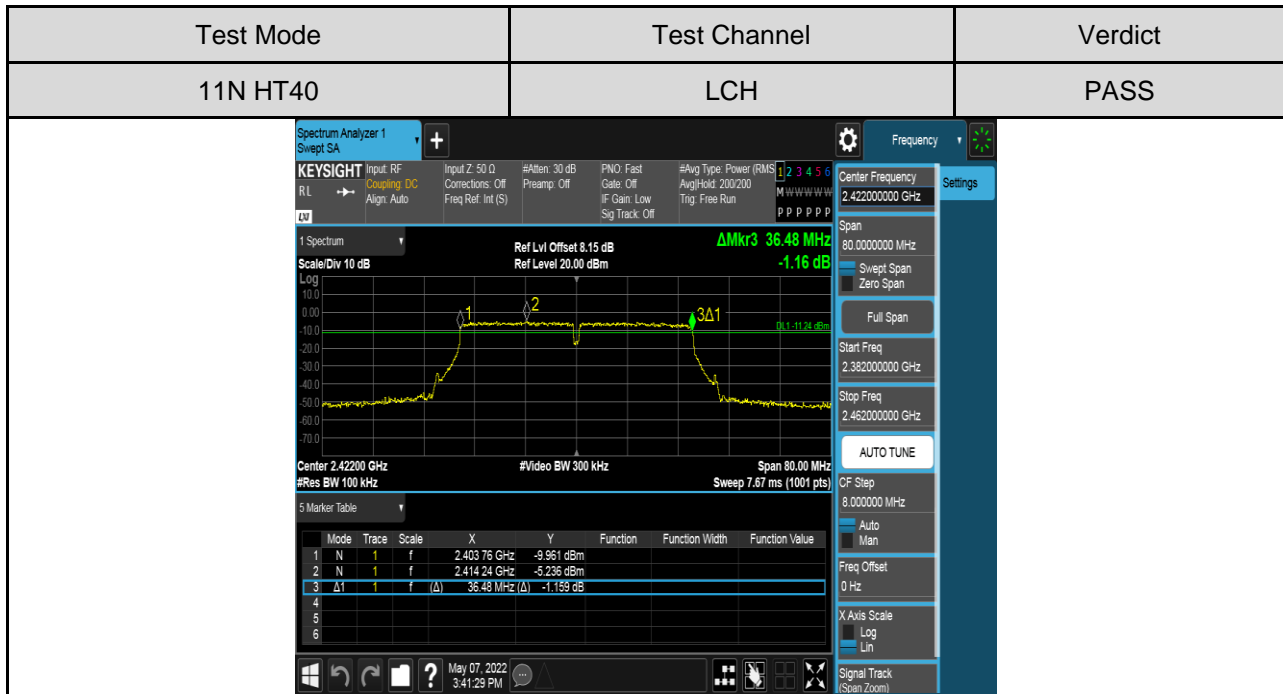 Test Mode Test Channel Verdict
11N HT40 LCH PASS
Spectrum Analyzer 1
Swept SA
Frequency
KEYSIGHT Input: RF Input Z: 50 Ω #Atten: 30 dB PNO: Fast #Avg Type: Power (RMS 1 2 3 4 5 6
RL Coupling: DC Corrections: Off Preamp: Off Gate: Off Avg|Hold: 200/200 M W W W W W
Align: Auto Freq Ref: Int (S) IF Gain: Low Trig: Free Run
LXI Sig Track: Off P P P P P P
Center Frequency
2.422000000 GHz
Settings
1 Spectrum Ref Lvl Offset 8.15 dB ΔMkr3 36.48 MHz
Scale/Div 10 dB Ref Level 20.00 dBm -1.16 dB
Log
10.0
0.00
-10.0
-20.0
-30.0
-40.0
-50.0
-60.0
-70.0
1
2
3Δ1
DL1 -11.24 dBm
Center 2.42200 GHz #Video BW 300 kHz Span 80.00 MHz
#Res BW 100 kHz Sweep 7.67 ms (1001 pts)
Span
80.0000000 MHz
Swept Span
Zero Span
Full Span
Start Freq
2.382000000 GHz
Stop Freq
2.462000000 GHz
AUTO TUNE
CF Step
8.000000 MHz
Auto
Man
Freq Offset
0 Hz
X Axis Scale
Log
Lin
Signal Track
(Span Zoom)
5 Marker Table
Mode Trace Scale X Y Function Function Width Function Value
1 N 1 f 2.403 76 GHz -9.961 dBm
2 N 1 f 2.414 24 GHz -5.236 dBm
3 Δ1 1 f (Δ) 36.48 MHz (Δ) -1.159 dB
4
5
6
? May 07, 2022
3:41:29 PM